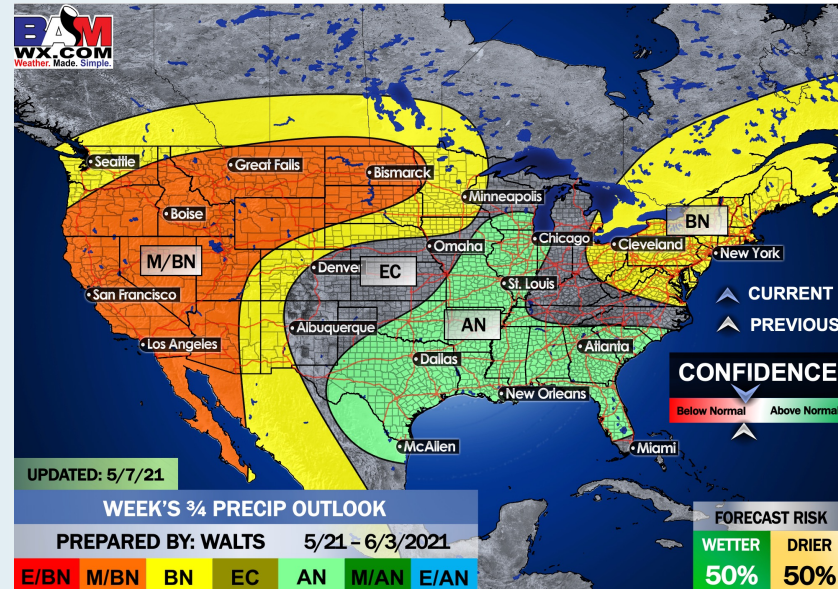 BAM
WX.COM
Weather. Made. Simple.
Seattle
Great Falls
Bismarck
Minneapolis
Boise
BN
Chicago
Cleveland
New York
Omaha
M/BN
Denver
EC
San Francisco
St. Louis
CURRENT
AN
PREVIOUS
Albuquerque
Los Angeles
Dallas
Atlanta
CONFIDENCE
New Orleans
Below Normal
Above Norma
McAllen
Miami
UPDATED: 5/7/21
WEEK'S ¾ PRECIP OUTLOOK
PREPARED BY: WALTS 5/21 – 6/3/2021
E/BN M/BN BN EC AN M/AN E/AN
FORECAST RISK
WETTER DRIER
50% 50%